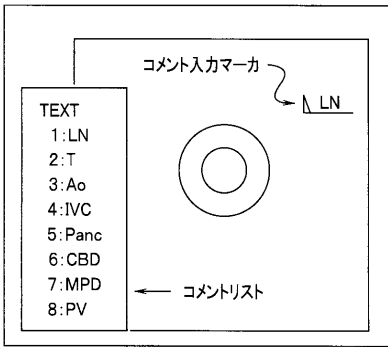 コメント入力マーカ
LN
TEXT
1:LN
2:T
3:Ao
4:IVC
5:Panc
6:CBD
7:MPD
8:PV
コメントリスト